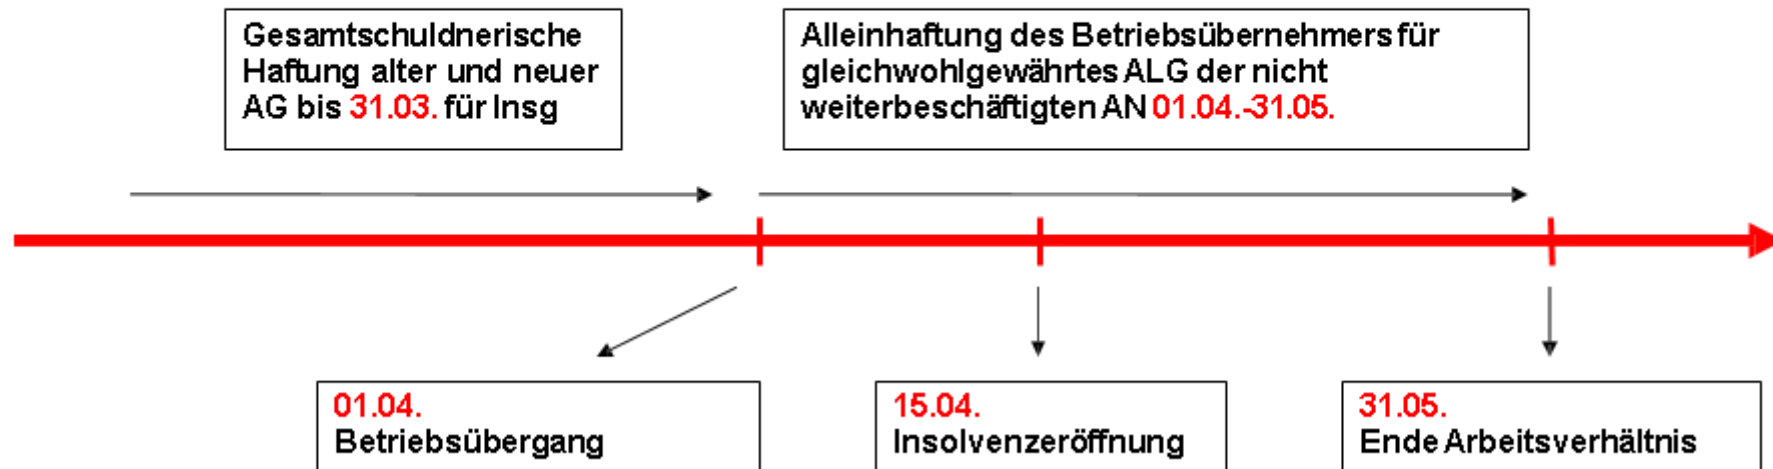 Gesamtschuldnerische
Haftung alter und neuer
AG bis 31.03. für Insg
Alleinhaftung des Betriebsübernehmers für
gleichwohlgewährtes ALG der nicht
weiterbeschäftigten AN 01.04.-31.05.
01.04.
Betriebsübergang
15.04.
Insolvenzeröffnung
31.05.
Ende Arbeitsverhältnis